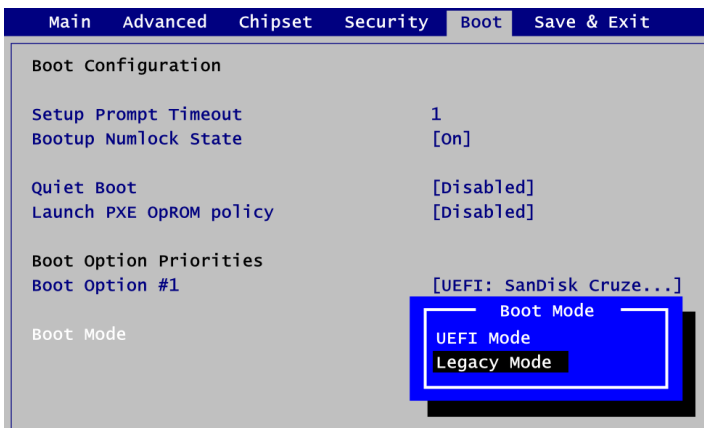 Main Advanced Chipset Security Boot Save & Exit
Boot Configuration
Setup Prompt Timeout 1
Bootup Numlock State [On]
Quiet Boot [Disabled]
Launch PXE OpROM policy [Disabled]
Boot Option Priorities
Boot Option #1 [UEFI: SanDisk Cruze...]
Boot Mode
Boot Mode
UEFI Mode
Legacy Mode